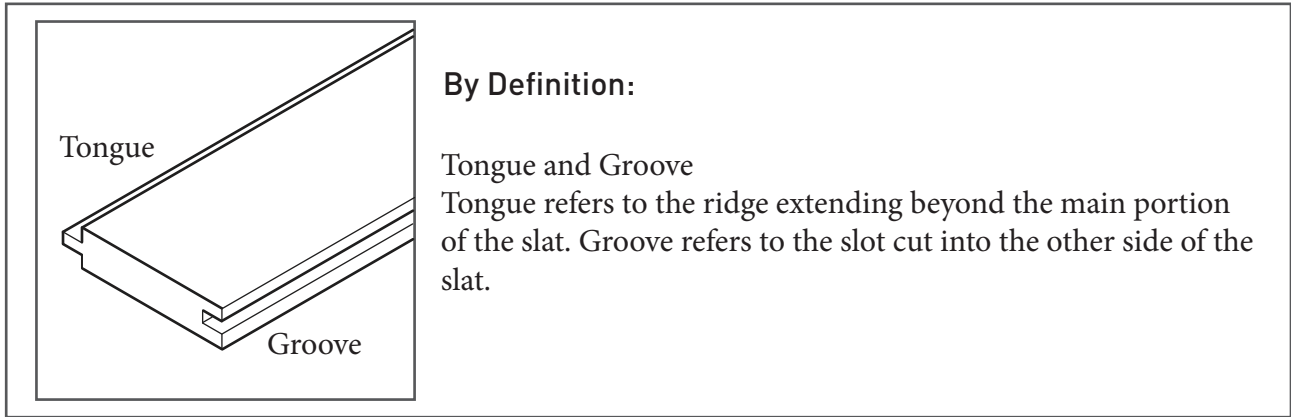 Tongue
Groove
By Definition:
Tongue and Groove
Tongue refers to the ridge extending beyond the main portion
of the slat. Groove refers to the slot cut into the other side of the
slat.